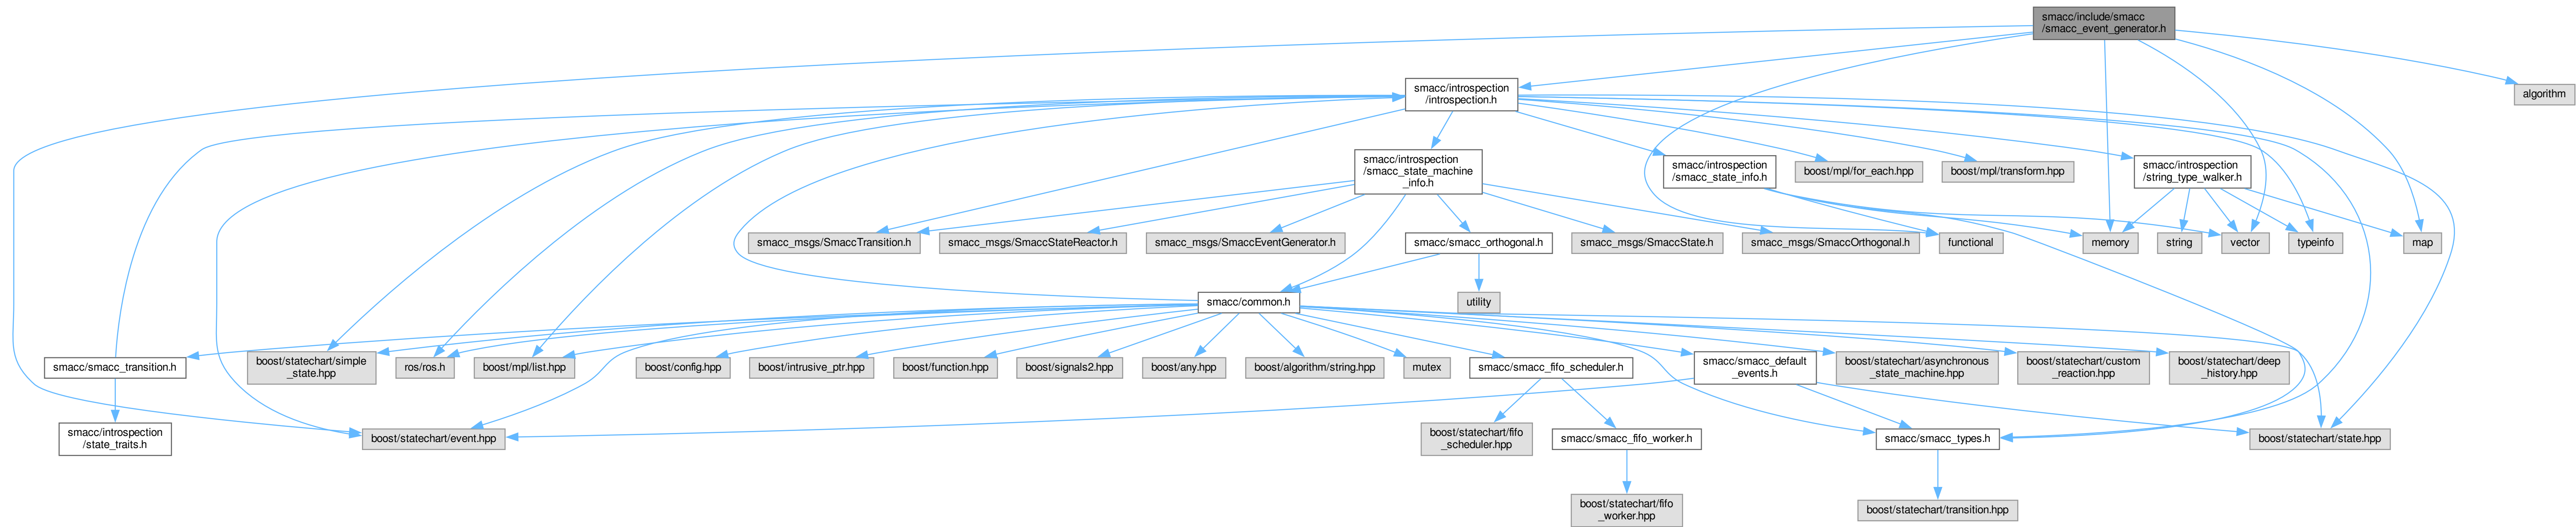 smacc/include/smacc
/smacc_event_generator.h
smacc/introspection
/introspection.h
algorithm
smacc/introspection
/smacc_state_machine
_info.h
smacc/introspection
/smacc_state_info.h
boost/mpl/for_each.hpp
boost/mpl/transform.hpp
smacc/introspection
/string_type_walker.h
smacc_msgs/SmaccTransition.h
smacc_msgs/SmaccStateReactor.h
smacc_msgs/SmaccEventGenerator.h
smacc/smacc_orthogonal.h
smacc_msgs/SmaccState.h
smacc_msgs/SmaccOrthogonal.h
functional
memory
string
vector
typeinfo
map
smacc/common.h
utility
smacc/smacc_transition.h
boost/statechart/simple
_state.hpp
ros/ros.h
boost/mpl/list.hpp
boost/config.hpp
boost/intrusive_ptr.hpp
boost/function.hpp
boost/signals2.hpp
boost/any.hpp
boost/algorithm/string.hpp
mutex
smacc/smacc_fifo_scheduler.h
smacc/smacc_default
_events.h
boost/statechart/asynchronous
_state_machine.hpp
boost/statechart/custom
_reaction.hpp
boost/statechart/deep
_history.hpp
smacc/introspection
/state_traits.h
boost/statechart/event.hpp
boost/statechart/fifo
_scheduler.hpp
smacc/smacc_fifo_worker.h
smacc/smacc_types.h
boost/statechart/state.hpp
boost/statechart/fifo
_worker.hpp
boost/statechart/transition.hpp